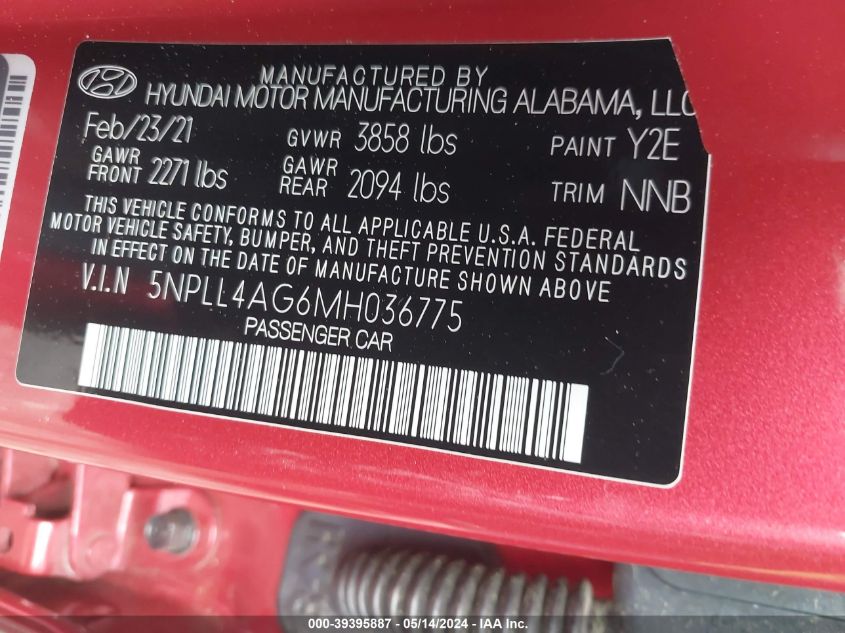 MANUFACTURED BY
HYUNDAI MOTOR MANUFACTURING ALABAMA, LLC
Feb/23/21 GVWR 3858 lbs PAINT Y2E
GAWR FRONT 2271 lbs GAWR REAR 2094 lbs TRIM NNB
THIS VEHICLE CONFORMS TO ALL APPLICABLE U.S.A. FEDERAL
MOTOR VEHICLE SAFETY, BUMPER, AND THEFT PREVENTION STANDARDS
IN EFFECT ON THE DATE OF MANUFACTURE SHOWN ABOVE
V.I.N 5NPLL4AG6MH036775
PASSENGER CAR
000-39395887 - 05/14/2024 - IAA, Inc.